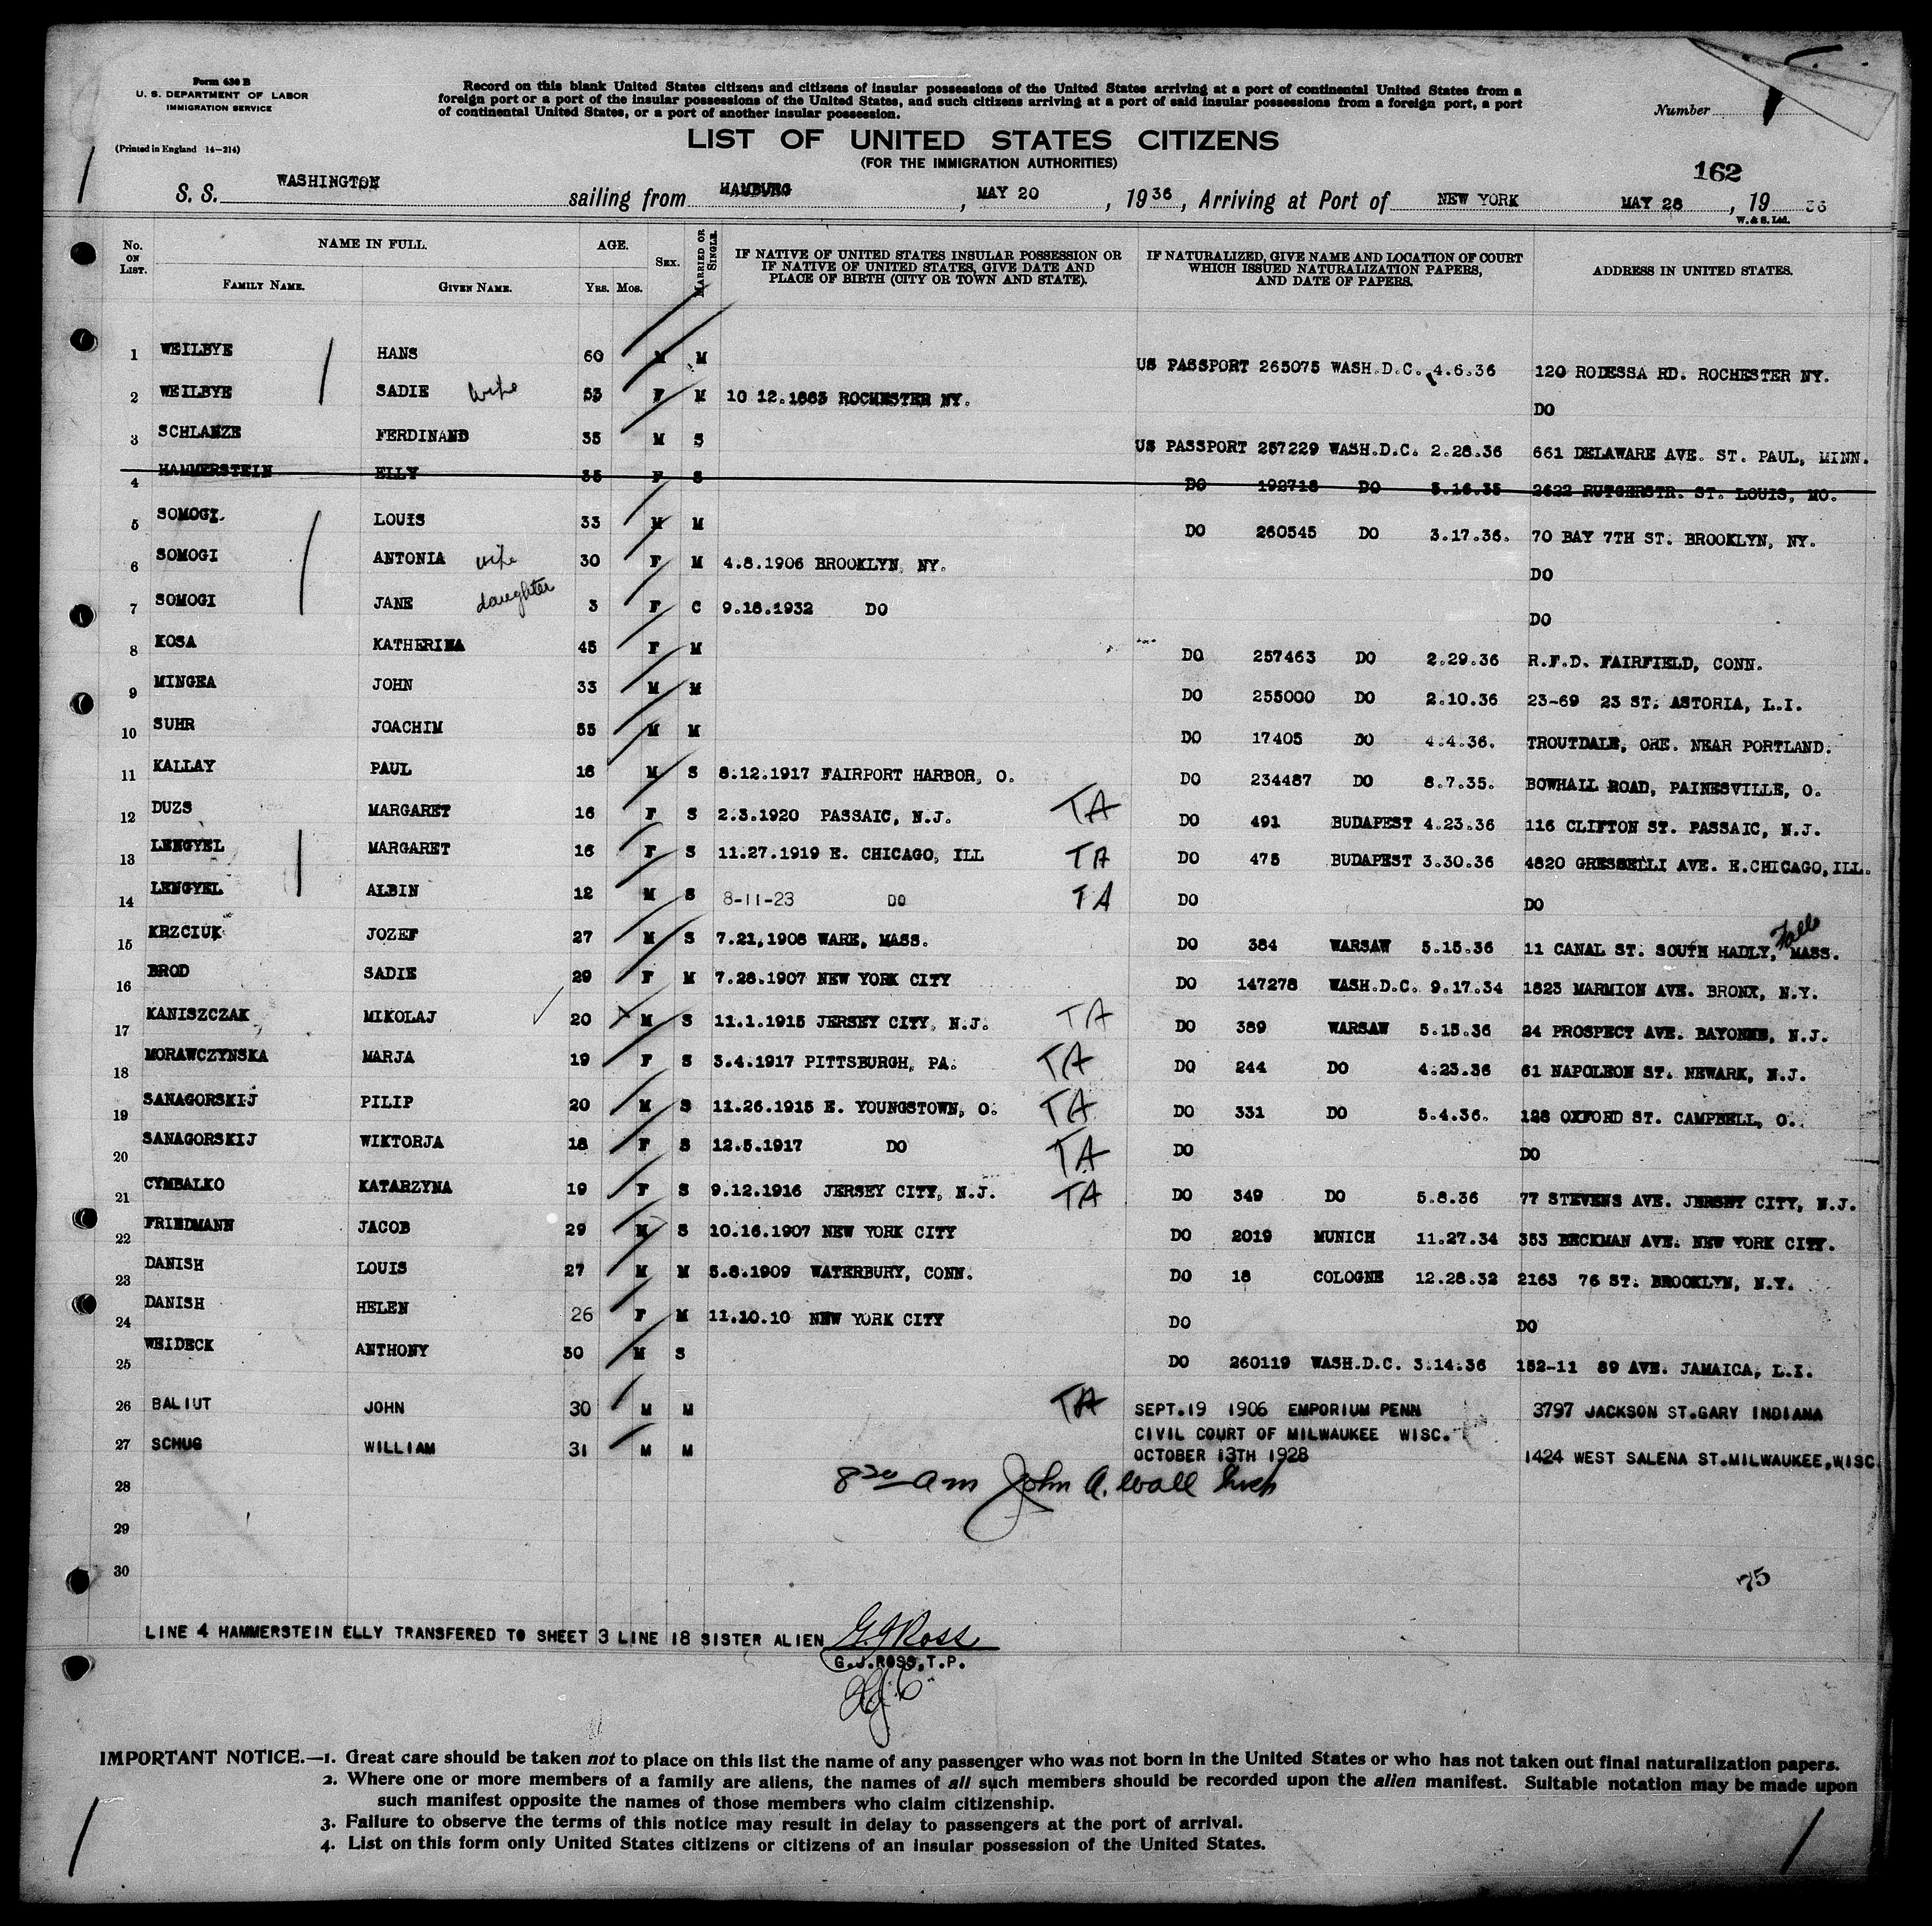 Form 630 B
U. S. DEPARTMENT OF LABOR
IMMIGRATION SERVICE
(Printed in England 14-214)
Record on this blank United States citizens and citizens of insular possessions of the United States arriving at a port of continental United States from a
foreign port or a port of the insular possessions of the United States, and such citizens arriving at a port of said insular possessions from a foreign port, a port
of continental United States, or a port of another insular possession.
Number
LIST OF UNITED STATES CITIZENS
(FOR THE IMMIGRATION AUTHORITIES)
162
S. S. WASHINGTON sailing from HAMBURG, MAY 20, 1936, Arriving at Port of NEW YORK MAY 28, 19 36
W. & S. Ltd.
No. ON LIST. NAME IN FULL. AGE. SEX. MARRIED OR SINGLE. IF NATIVE OF UNITED STATES INSULAR POSSESSION OR IF NATIVE OF UNITED STATES, GIVE DATE AND PLACE OF BIRTH (CITY OR TOWN AND STATE). IF NATURALIZED, GIVE NAME AND LOCATION OF COURT WHICH ISSUED NATURALIZATION PAPERS, AND DATE OF PAPERS. ADDRESS IN UNITED STATES.
FAMILY NAME. GIVEN NAME. YRS. MOS.
1 WEILBYE HANS 60 M M US PASSPORT 265075 WASH.D.C. 4.6.36 120 RODESSA RD. ROCHESTER NY.
2 WEILBYE SADIE wife 53 F M 10 12.1883 ROCHESTER NY. DO
3 SCHLANZE FERDINAND 35 M S US PASSPORT 257229 WASH.D.C. 2.28.36 661 DELAWARE AVE. ST. PAUL, MINN.
4 HAMMERSTEIN ELLY 35 F S DO 192718 DO 5.16.35 2622 RUTGERSTR. ST. LOUIS, MO.
5 SOMOGI. LOUIS 33 M M DO 260545 DO 3.17.36. 70 BAY 7TH ST. BROOKLYN, NY.
6 SOMOGI ANTONIA wife 30 F M 4.8.1906 BROOKLYN, NY. DO
7 SOMOGI JANE daughter 3 F C 9.18.1932 DO DO
8 KOSA KATHERINA 45 F M DO 257463 DO 2.29.36 R.F.D. FAIRFIELD, CONN.
9 MINGEA JOHN 33 M M DO 255000 DO 2.10.36 23-69 23 ST. ASTORIA, L.I.
10 SUHR JOACHIM 55 M M DO 17405 DO 4.4.36. TROUTDALE, ORE. NEAR PORTLAND.
11 KALLAY PAUL 18 M S 8.12.1917 FAIRPORT HARBOR, O. DO 234487 DO 8.7.35. BOWHALL ROAD, PAINESVILLE, O.
12 DUZS MARGARET 16 F S 2.3.1920 PASSAIC, N.J. TA DO 491 BUDAPEST 4.23.36 116 CLIFTON ST. PASSAIC, N.J.
13 LENGYEL MARGARET 16 F S 11.27.1919 E. CHICAGO, ILL TA DO 475 BUDAPEST 3.30.36 4820 GRESSELLI AVE. E.CHICAGO, ILL.
14 LENGYEL ALBIN 12 M S 8-11-23 DO TA DO DO
15 KRZCIUK JOZEF 27 M S 7.21,1908 WARE, MASS. DO 384 WARSAW 5.15.36 11 CANAL ST. SOUTH HADLY, Falls MASS.
16 BROD SADIE 29 F M 7.28.1907 NEW YORK CITY DO 147278 WASH.D.C. 9.17.34 1823 MARMION AVE. BRONX, N.Y.
17 KANISZCZAK MIKOLAJ 20 M S 11.1.1915 JERSEY CITY, N.J. TA DO 389 WARSAW 5.15.36 24 PROSPECT AVE. BAYONNE, N.J.
18 MORAWCZYNSKA MARJA 19 F S 3.4.1917 PITTSBURGH, PA. TA DO 244 DO 4.23.36 61 NAPOLEON ST. NEWARK, N.J.
19 SANAGORSKIJ PILIP 20 M S 11.26.1915 E. YOUNGSTOWN, O. TA DO 331 DO 5.4.36. 128 OXFORD ST. CAMPBELL, O.
20 SANAGORSKIJ WIKTORJA 18 F S 12.5.1917 DO TA DO DO
21 CYMBALKO KATARZYNA 19 F S 9.12.1916 JERSEY CITY, N.J. TA DO 349 DO 5.8.36 77 STEVENS AVE. JERSEY CITY, N.J.
22 FRIEDMANN JACOB 29 M S 10.16.1907 NEW YORK CITY DO 2019 MUNICH 11.27.34 353 BECKMAN AVE. NEW YORK CITY.
23 DANISH LOUIS 27 M M 5.8.1909 WATERBURY, CONN. DO 18 COLOGNE 12.28.32 2163 76 ST. BROOKLYN, N.Y.
24 DANISH HELEN 26 F M 11.10.10 NEW YORK CITY DO DO
25 WEIDECK ANTHONY 50 M S DO 260119 WASH.D.C. 3.14.36 152-11 89 AVE. JAMAICA, L.I.
26 BALIUT JOHN 30 M M TA SEPT.19 1906 EMPORIUM PENN 3797 JACKSON ST.GARY INDIANA
CIVIL COURT OF MILWAUKEE WISC.
27 SCHUG WILLIAM 31 M M OCTOBER 13TH 1928 1424 WEST SALENA ST.MILWAUKEE,WISC
28 8 20 am John A. Wall Insp
29
30
75
LINE 4 HAMMERSTEIN ELLY TRANSFERED TO SHEET 3 LINE 18 SISTER ALIEN G J Ross
G.J.ROSS,T.P.
IMPORTANT NOTICE.—1. Great care should be taken not to place on this list the name of any passenger who was not born in the United States or who has not taken out final naturalization papers.
2. Where one or more members of a family are aliens, the names of all such members should be recorded upon the alien manifest. Suitable notation may be made upon
such manifest opposite the names of those members who claim citizenship.
3. Failure to observe the terms of this notice may result in delay to passengers at the port of arrival.
4. List on this form only United States citizens or citizens of an insular possession of the United States.